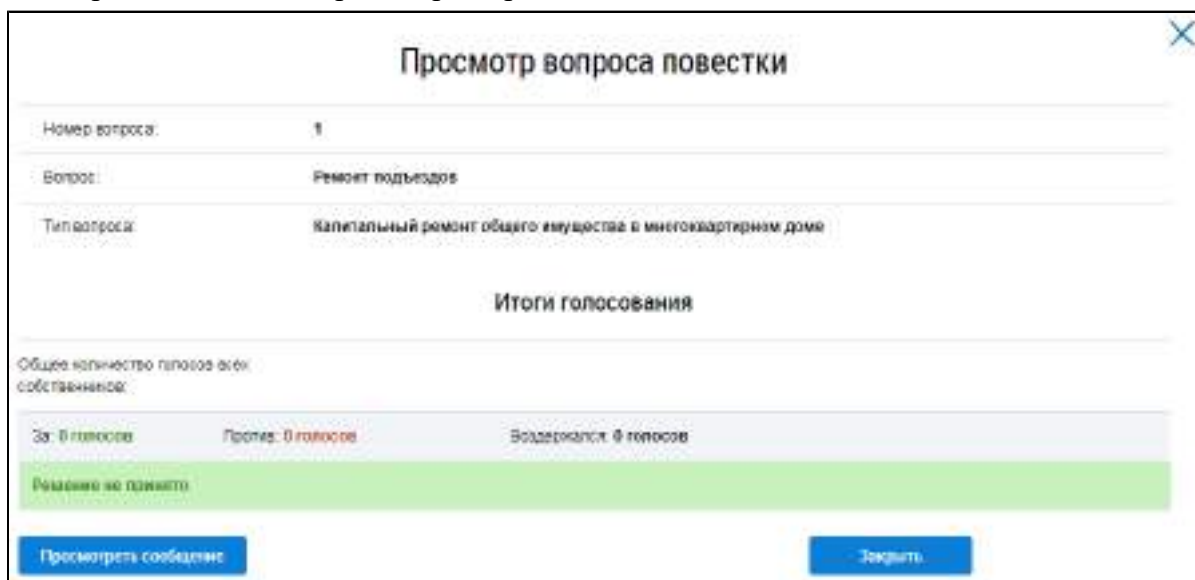 Просмотр вопроса повестки
Номер вопроса: 1
Вопрос: Ремонт подъездов
Тип вопроса: Капитальный ремонт общего имущества в многоквартирном доме
Итоги голосования
Общее количество голосов всех
собственников:
За: 0 голосов Против: 0 голосов Воздержался: 0 голосов
Решение не принято
Просмотреть сообщение Закрыть